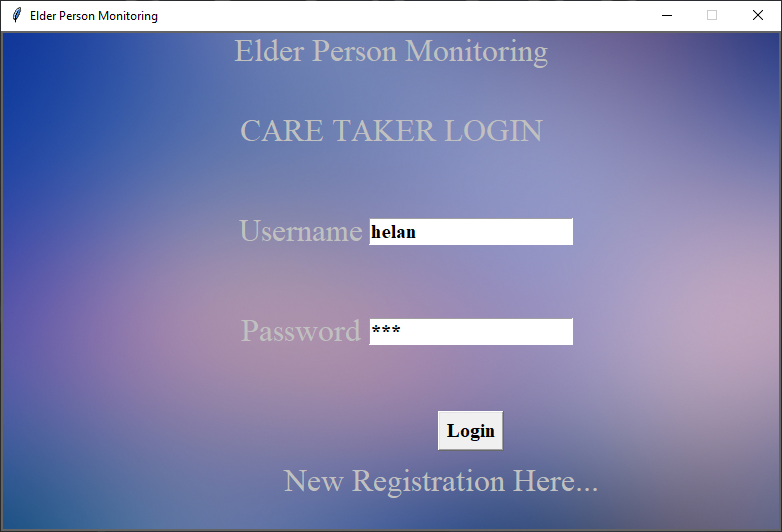 Elder Person Monitoring
Elder Person Monitoring
CARE TAKER LOGIN
Username helan
Password ***
Login
New Registration Here...